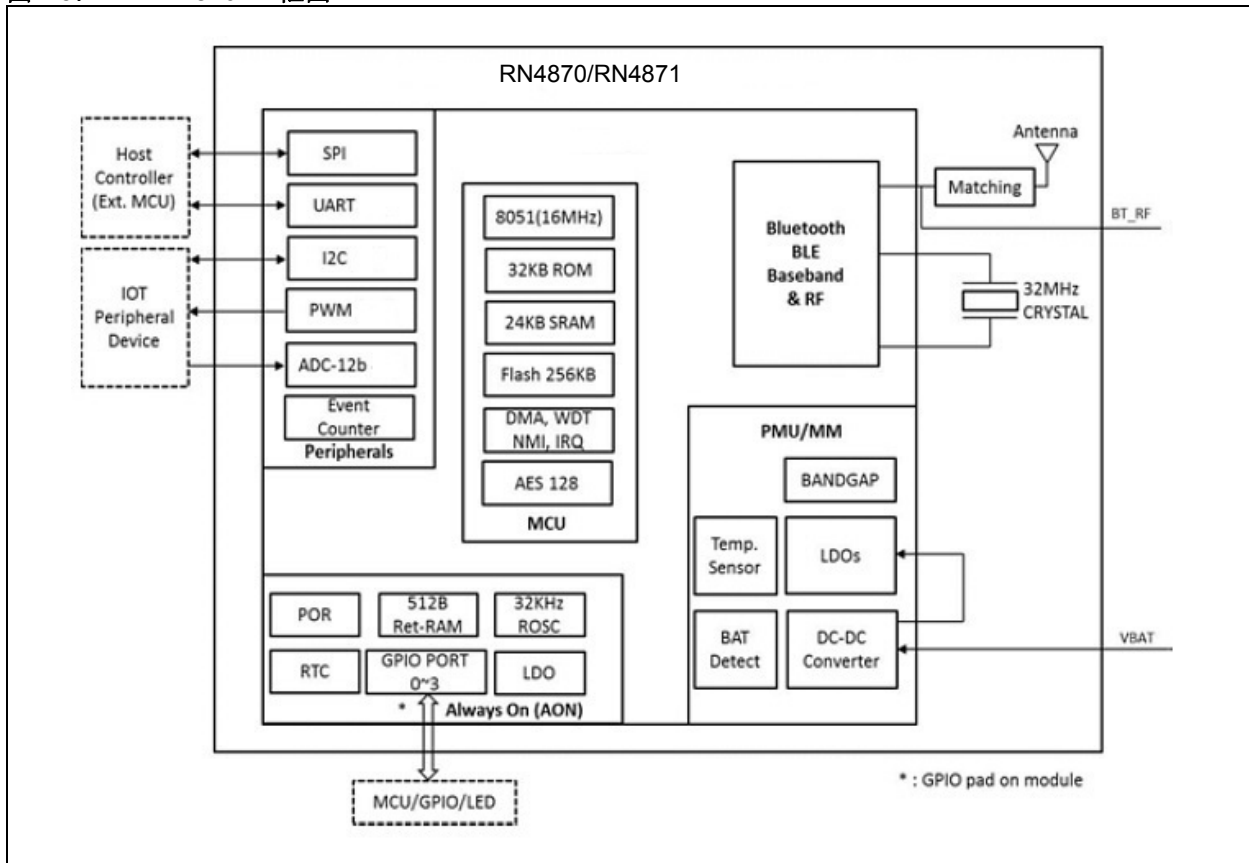 RN4870/RN4871
Host
Controller
(Ext. MCU)
IOT
Peripheral
Device
SPI
UART
I2C
PWM
ADC-12b
Event
Counter
Peripherals
8051(16MHz)
32KB ROM
24KB SRAM
Flash 256KB
DMA, WDT
NMI, IRQ
AES 128
MCU
Bluetooth
BLE
Baseband
& RF
Antenna
Matching
BT_RF
32MHz
CRYSTAL
PMU/MM
BANDGAP
Temp.
Sensor
LDOs
BAT
Detect
DC-DC
Converter
VBAT
POR
512B
Ret-RAM
32KHz
ROSC
RTC
GPIO PORT
0~3
LDO
* Always On (AON)
MCU/GPIO/LED
* : GPIO pad on module